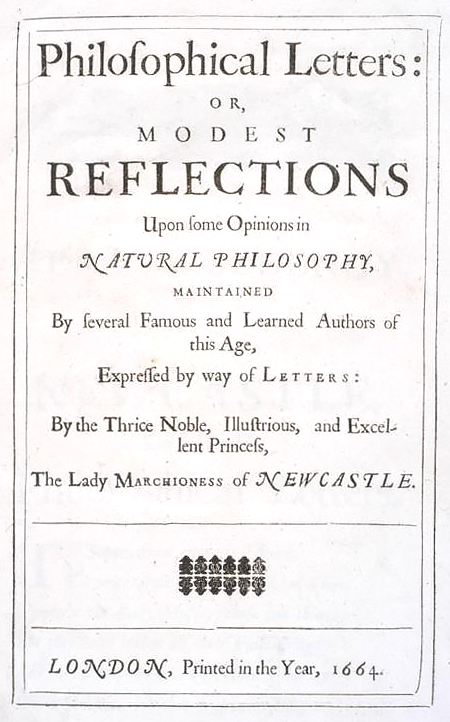 Philoſophical Letters:
OR,
MODEST
REFLECTIONS
Upon ſome Opinions in
NATURAL PHILOSOPHY,
MAINTAINED
By ſeveral Famous and Learned Authors of
this Age,
Expreſſed by way of LETTERS:
By the Thrice Noble, Illuſtrious, and Excel-
lent Princeſs,
The Lady MARCHIONESS of NEWCASTLE.
LONDON, Printed in the Year, 1664.